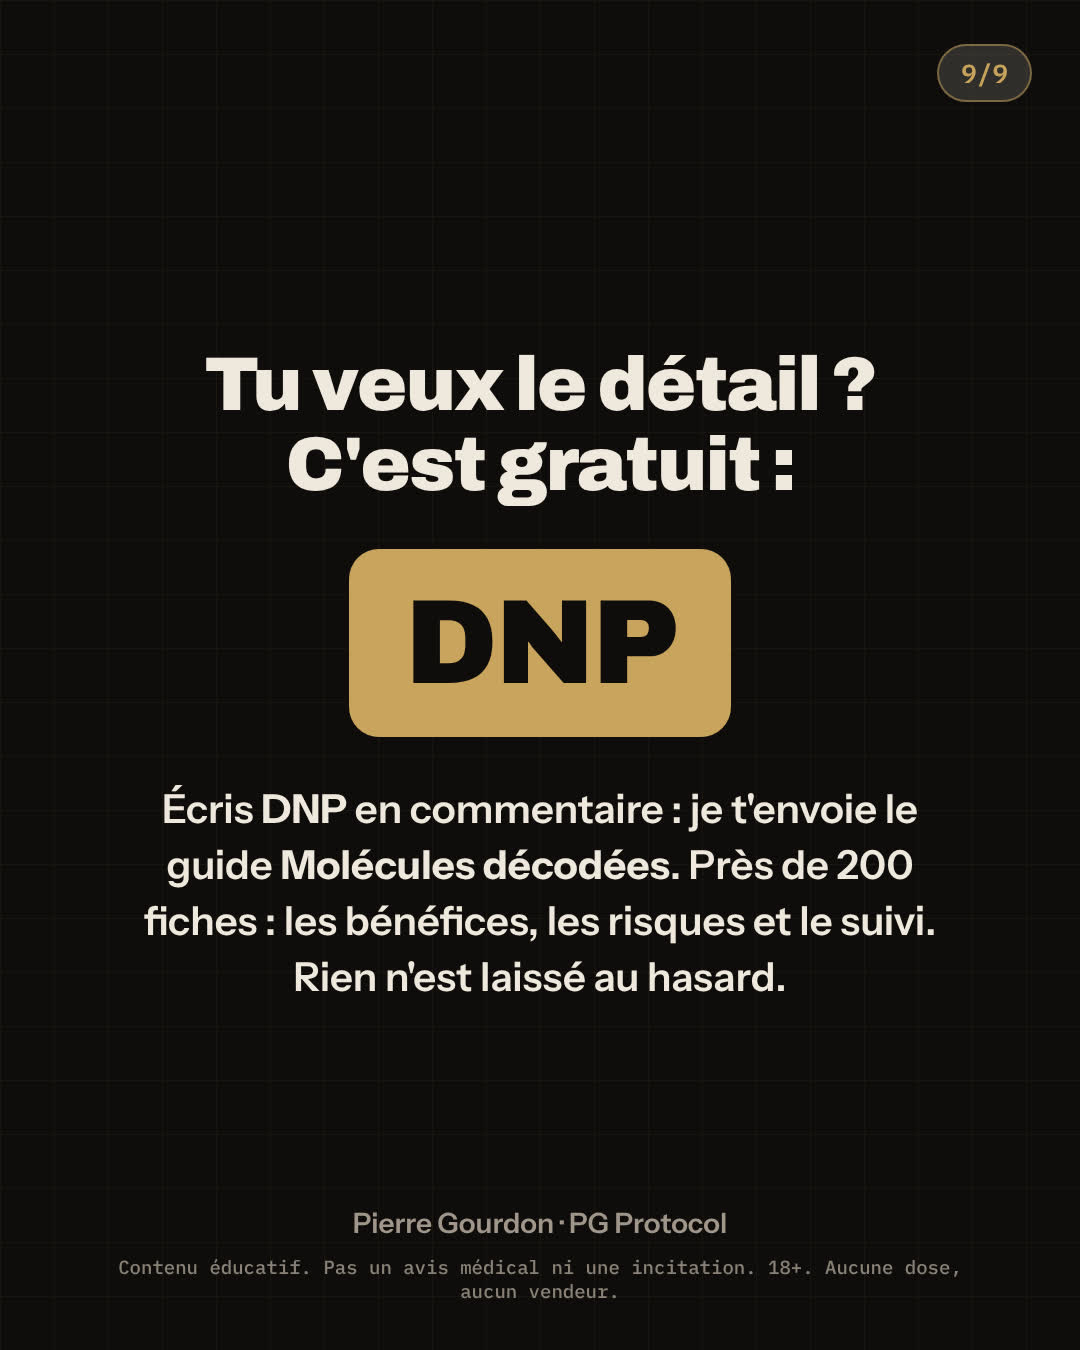 9/9
Tu veux le détail ?
C'est gratuit :
DNP
Écris DNP en commentaire : je t'envoie le
guide Molécules décodées. Près de 200
fiches : les bénéfices, les risques et le suivi.
Rien n'est laissé au hasard.
Pierre Gourdon · PG Protocol
Contenu éducatif. Pas un avis médical ni une incitation. 18+. Aucune dose,
aucun vendeur.